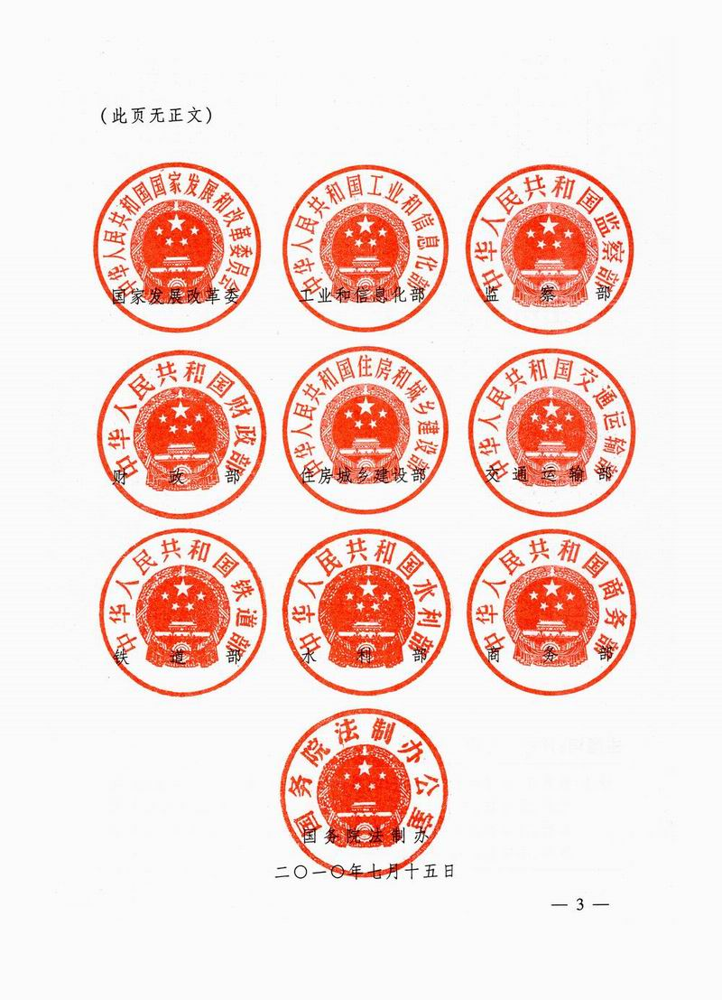 （此页无正文）
中华人民共和国国家发展和改革委员会
国家发展改革委
中华人民共和国工业和信息化部
工业和信息化部
中华人民共和国监察部
监察部
中华人民共和国财政部
财政部
中华人民共和国住房和城乡建设部
住房城乡建设部
中华人民共和国交通运输部
交通运输部
中华人民共和国铁道部
铁道部
中华人民共和国水利部
水利部
中华人民共和国商务部
商务部
国务院法制办公室
国务院法制办
二〇一〇年七月十五日
— 3 —